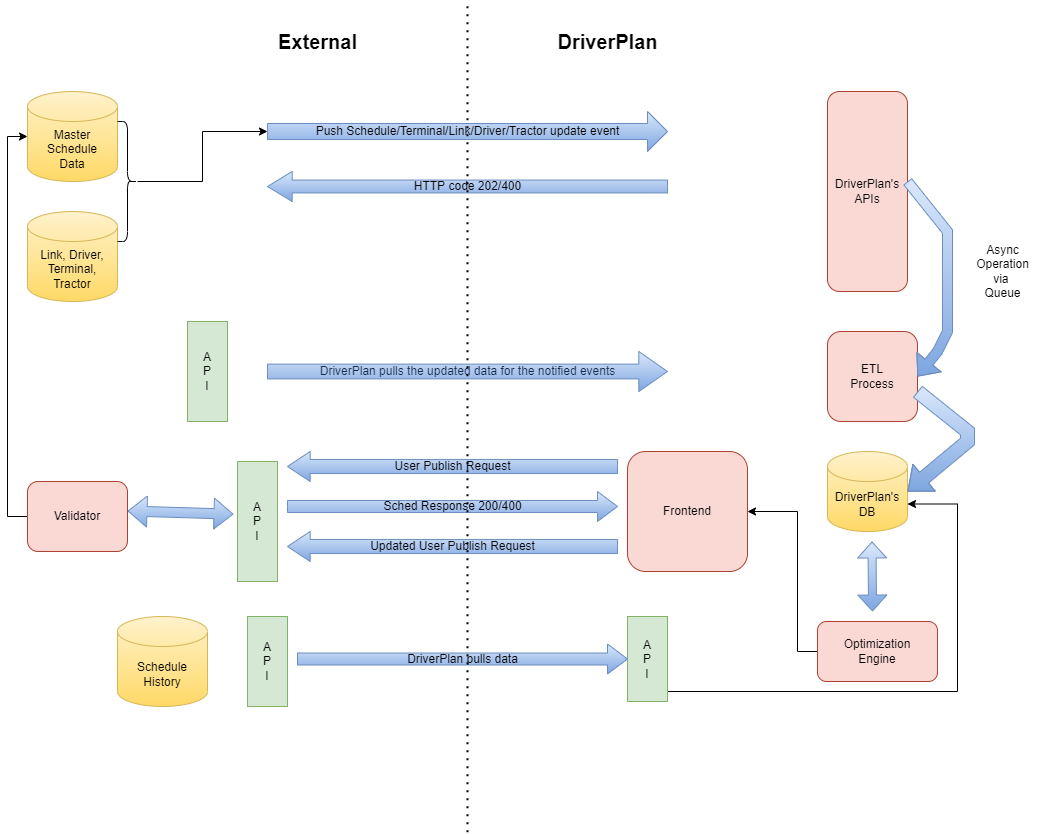 External
DriverPlan
Master
Schedule
Data
Push Schedule/Terminal/Link/Driver/Tractor update event
HTTP code 202/400
DriverPlan's
APIs
Link, Driver,
Terminal,
Tractor
Async
Operation
via
Queue
A
P
I
DriverPlan pulls the updated data for the notified events
ETL
Process
User Publish Request
Validator
A
P
I
Sched Response 200/400
Frontend
DriverPlan's
DB
Updated User Publish Request
Schedule
History
A
P
I
DriverPlan pulls data
A
P
I
Optimization
Engine